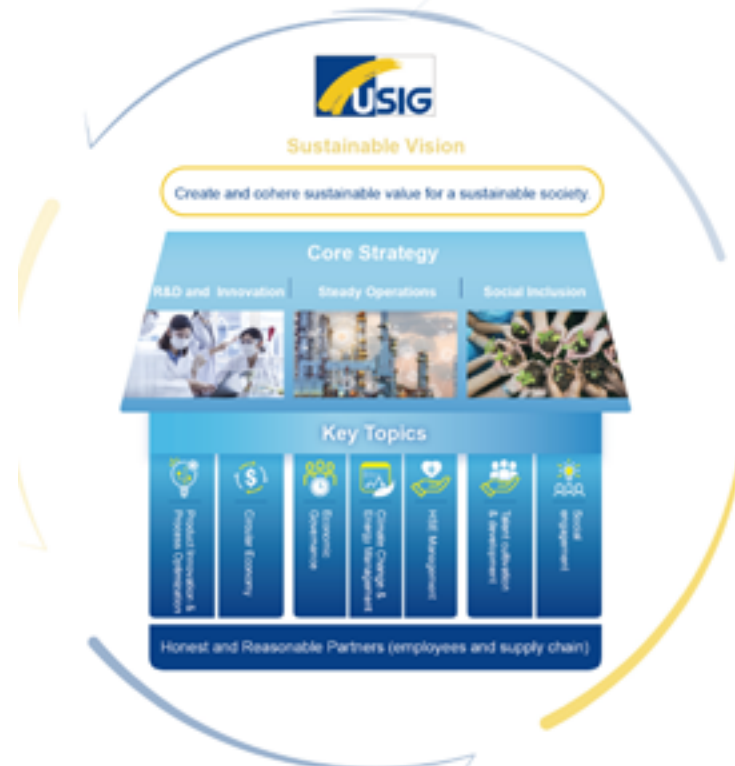 USIG
Sustainable Vision
Create and cohere sustainable value for a sustainable society.
Core Strategy
R&D and Innovation
Steady Operations
Social Inclusion
Key Topics
Product Innovation &
Process Optimization
Circular Economy
Economic
Governance
Climate Change &
Energy Management
HSE Management
Talent cultivation
& development
Social
engagement
Honest and Reasonable Partners (employees and supply chain)